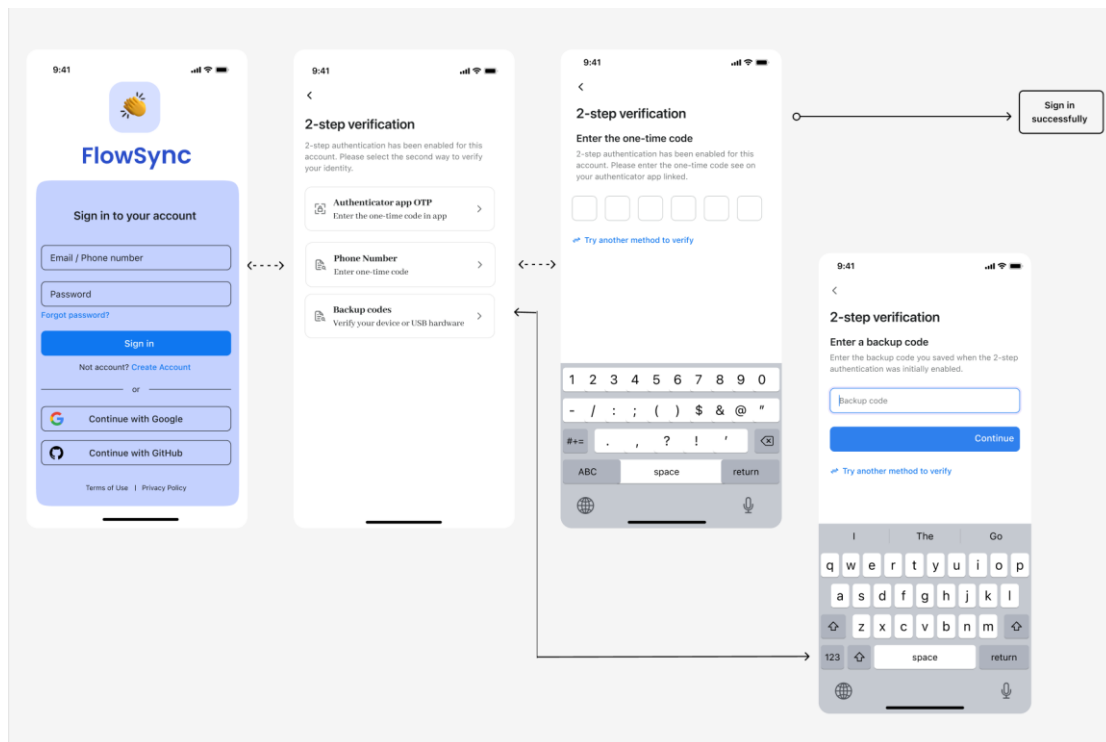 9:41
FlowSync
Sign in to your account
Email / Phone number
Password
Forgot password?
Sign in
Not account? Create Account
or
Continue with Google
Continue with GitHub
Terms of Use | Privacy Policy
9:41
2-step verification
2-step authentication has been enabled for this
account. Please select the second way to verify
your identity.
Authenticator app OTP
Enter the one-time code in app
Phone Number
Enter one-time code
Backup codes
Verify your device or USB hardware
9:41
2-step verification
Enter the one-time code
2-step authentication has been enabled for this
account. Please enter the one-time code see on
your authenticator app linked.
Try another method to verify
1 2 3 4 5 6 7 8 9 0
- / : ; ( ) $ & @ "
#+= . , ? ! '
ABC space return
Sign in
successfully
9:41
2-step verification
Enter a backup code
Enter the backup code you saved when the 2-step
authentication was initially enabled.
Backup code
Continue
Try another method to verify
I The Go
q w e r t y u i o p
a s d f g h j k l
z x c v b n m
123 space return